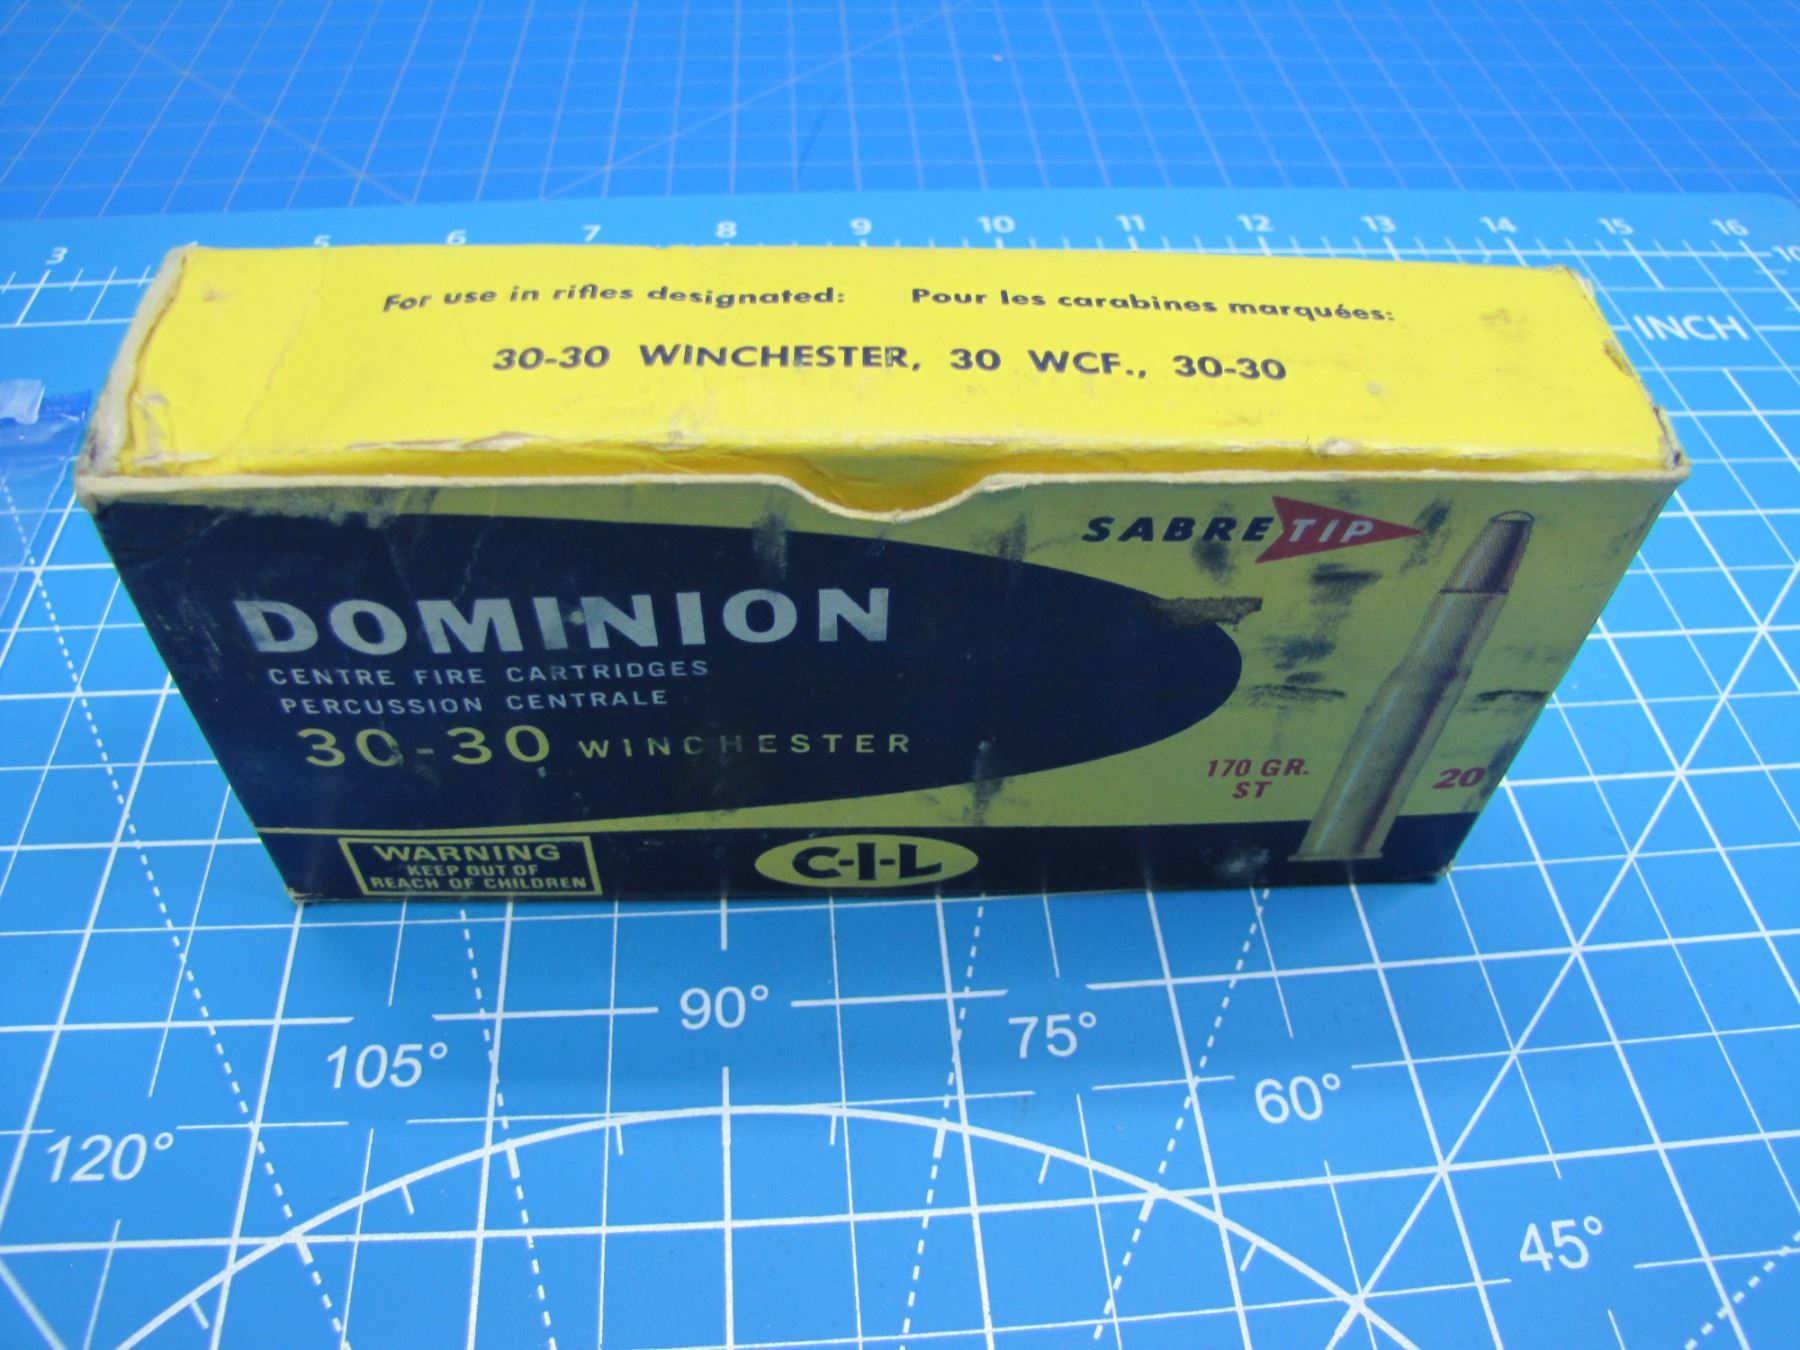 3 5 6 7 8 9 10 11 12 13 14 15 16
INCH
For use in rifles designated: Pour les carabines marquées:
30-30 WINCHESTER, 30 WCF., 30-30
SABRE TIP
DOMINION
CENTRE FIRE CARTRIDGES
PERCUSSION CENTRALE
30-30 WINCHESTER
170 GR.
ST
20
WARNING
KEEP OUT OF
REACH OF CHILDREN
C-I-L
90°
105° 75°
120° 60°
45°